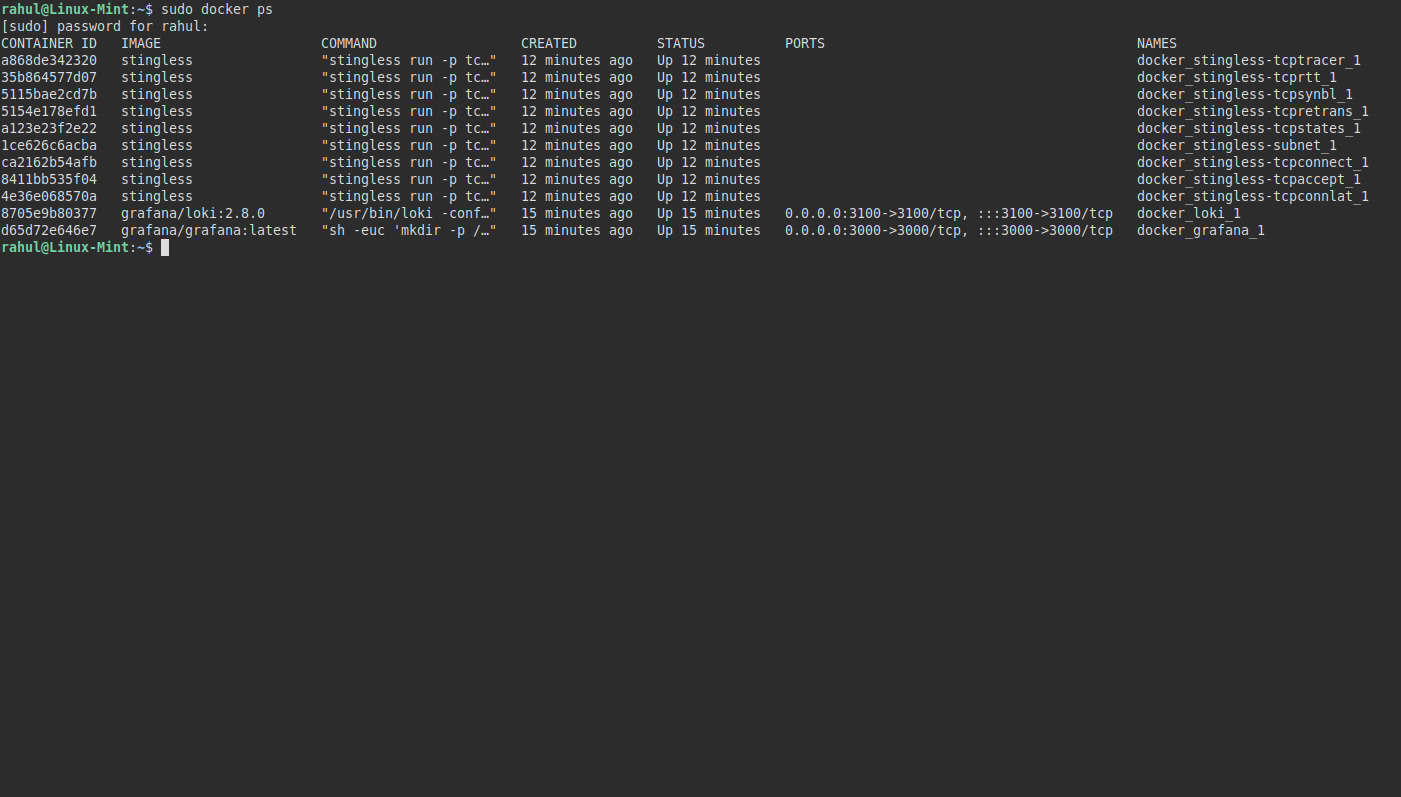 rahul@Linux-Mint:~$ sudo docker ps
[sudo] password for rahul:
CONTAINER ID   IMAGE                    COMMAND                  CREATED          STATUS          PORTS                                       NAMES
a868de342320   stingless                "stingless run -p tc…"   12 minutes ago   Up 12 minutes                                               docker_stingless-tcptracer_1
35b864577d07   stingless                "stingless run -p tc…"   12 minutes ago   Up 12 minutes                                               docker_stingless-tcprtt_1
5115bae2cd7b   stingless                "stingless run -p tc…"   12 minutes ago   Up 12 minutes                                               docker_stingless-tcpsynbl_1
5154e178efd1   stingless                "stingless run -p tc…"   12 minutes ago   Up 12 minutes                                               docker_stingless-tcpretrans_1
a123e23f2e22   stingless                "stingless run -p tc…"   12 minutes ago   Up 12 minutes                                               docker_stingless-tcpstates_1
1ce626c6acba   stingless                "stingless run -p tc…"   12 minutes ago   Up 12 minutes                                               docker_stingless-subnet_1
ca2162b54afb   stingless                "stingless run -p tc…"   12 minutes ago   Up 12 minutes                                               docker_stingless-tcpconnect_1
8411bb535f04   stingless                "stingless run -p tc…"   12 minutes ago   Up 12 minutes                                               docker_stingless-tcpaccept_1
4e36e068570a   stingless                "stingless run -p tc…"   12 minutes ago   Up 12 minutes                                               docker_stingless-tcpconnlat_1
8705e9b80377   grafana/loki:2.8.0       "/usr/bin/loki -conf…"   15 minutes ago   Up 15 minutes   0.0.0.0:3100->3100/tcp, :::3100->3100/tcp   docker_loki_1
d65d72e646e7   grafana/grafana:latest   "sh -euc 'mkdir -p /…"   15 minutes ago   Up 15 minutes   0.0.0.0:3000->3000/tcp, :::3000->3000/tcp   docker_grafana_1
rahul@Linux-Mint:~$